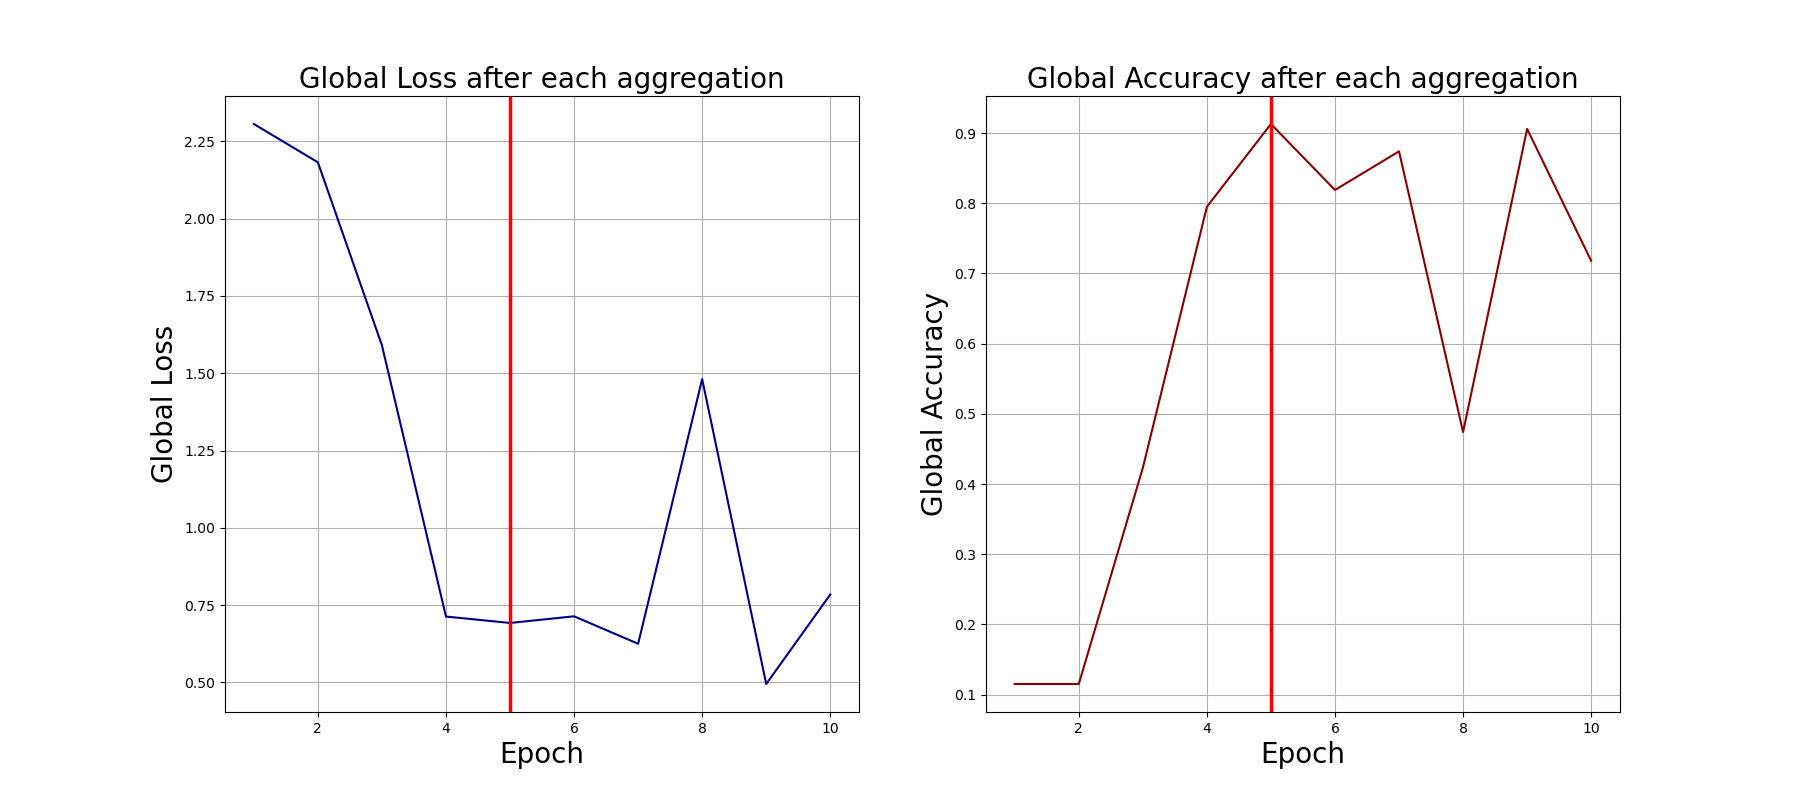 Global Loss after each aggregation
Global Loss
2.25
2.00
1.75
1.50
1.25
1.00
0.75
0.50
2 4 6 8 10
Epoch
Global Accuracy after each aggregation
Global Accuracy
0.9
0.8
0.7
0.6
0.5
0.4
0.3
0.2
0.1
2 4 6 8 10
Epoch